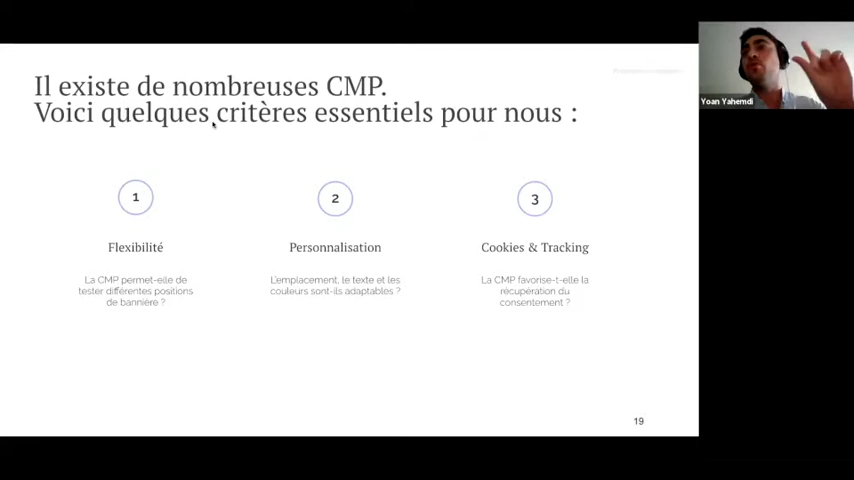 Il existe de nombreuses CMP.
Voici quelques critères essentiels pour nous :
1
2
3
Flexibilité
Personnalisation
Cookies & Tracking
La CMP permet-elle de
tester différentes positions
de bannière ?
L'emplacement, le texte et les
couleurs sont-ils adaptables ?
La CMP favorise-t-elle la
récupération du
consentement ?
19
Yoan Yahemdi